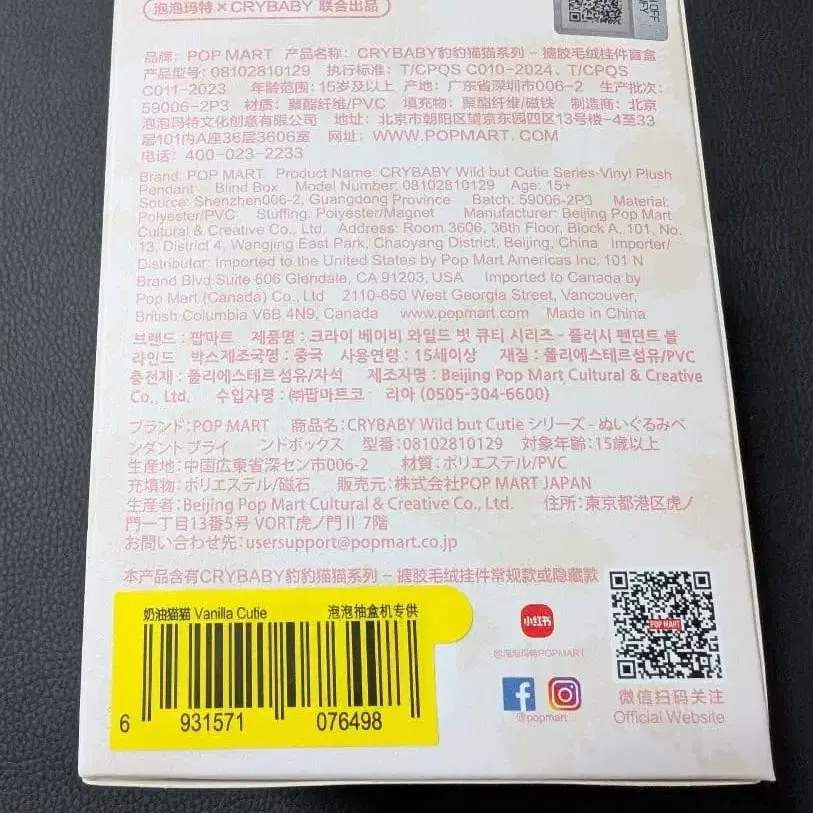 泡泡玛特 × CRYBABY 联合出品
品牌: POP MART 产品名称: CRYBABY豹豹猫猫系列 - 搪胶毛绒挂件盲盒
产品型号: 08102810129 执行标准: T/CPQS C010-2024、T/CPQS
C011-2023 年龄范围: 15岁及以上 产地: 广东省深圳市006-2 生产批次:
59006-2P3 材质: 聚酯纤维/PVC 填充物: 聚酯纤维/磁铁 制造商: 北京
泡泡玛特文化创意有限公司 地址: 北京市朝阳区望京东园四区13号楼-4至33
层101内A座36层3606室 网址: WWW.POPMART.COM
电话: 400-023-2233
Brand: POP MART Product Name: CRYBABY Wild but Cutie Series-Vinyl Plush
Pendant Blind Box Model Number: 08102810129 Age: 15+
Source: Shenzhen006-2, Guangdong Province Batch: 59006-2P3 Material:
Polyester/PVC Stuffing: Polyester/Magnet Manufacturer: Beijing Pop Mart
Cultural & Creative Co., Ltd. Address: Room 3606, 36th Floor, Block A, 101, No.
13, District 4, Wangjing East Park, Chaoyang District, Beijing, China Importer/
Distributor: Imported to the United States by Pop Mart Americas Inc. 101 N
Brand Blvd Suite 606 Glendale, CA 91203, USA Imported to Canada by
Pop Mart (Canada) Co., Ltd 2110-650 West Georgia Street, Vancouver,
British Columbia V6B 4N9, Canada www.popmart.com Made in China
브랜드 : 팝마트 제품명 : 크라이 베이비 와일드 벗 큐티 시리즈 - 플러시 펜던트 블
라인드 박스제조국명 : 중국 사용연령 : 15세이상 재질 : 폴리에스테르섬유/PVC
충전재 : 폴리에스테르섬유/자석 제조자명 : Beijing Pop Mart Cultural & Creative
Co., Ltd. 수입자명 : ㈜팝마트코 리아 (0505-304-6600)
ブランド: POP MART 商品名: CRYBABY Wild but Cutie シリーズ - ぬいぐるみペ
ンダント ブライ ンドボックス 型番: 08102810129 対象年齢: 15歳以上
生産地: 中国広東省深セン市006-2 材質: ポリエステル/PVC
充填物: ポリエステル/磁石 販売元: 株式会社POP MART JAPAN
生産者: Beijing Pop Mart Cultural & Creative Co., Ltd. 住所: 東京都港区虎ノ
門一丁目13番5号 VORT虎ノ門Ⅱ 7階
お問い合わせ先: usersupport@popmart.co.jp
本产品含有CRYBABY豹豹猫猫系列 - 搪胶毛绒挂件常规款或隐藏款
奶油猫猫 Vanilla Cutie 泡泡抽盒机专供
6 931571 076498
小红书
@泡泡玛特POPMART
@popmart
POP MART
微信扫码关注
Official Website